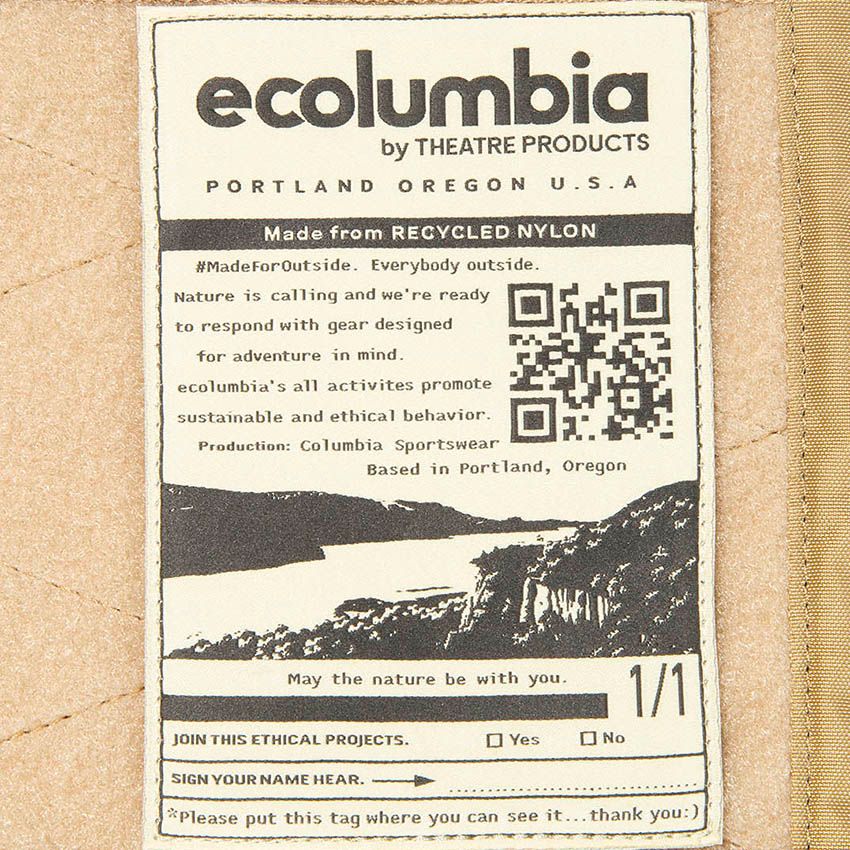 ecolumbia
by THEATRE PRODUCTS
PORTLAND OREGON U.S.A
Made from RECYCLED NYLON
#MadeForOutside. Everybody outside.
Nature is calling and we're ready
to respond with gear designed
for adventure in mind.
ecolumbia's all activites promote
sustainable and ethical behavior.
Production: Columbia Sportswear
Based in Portland, Oregon
May the nature be with you.
1/1
JOIN THIS ETHICAL PROJECTS. Yes No
SIGN YOUR NAME HEAR.
*Please put this tag where you can see it...thank you:)